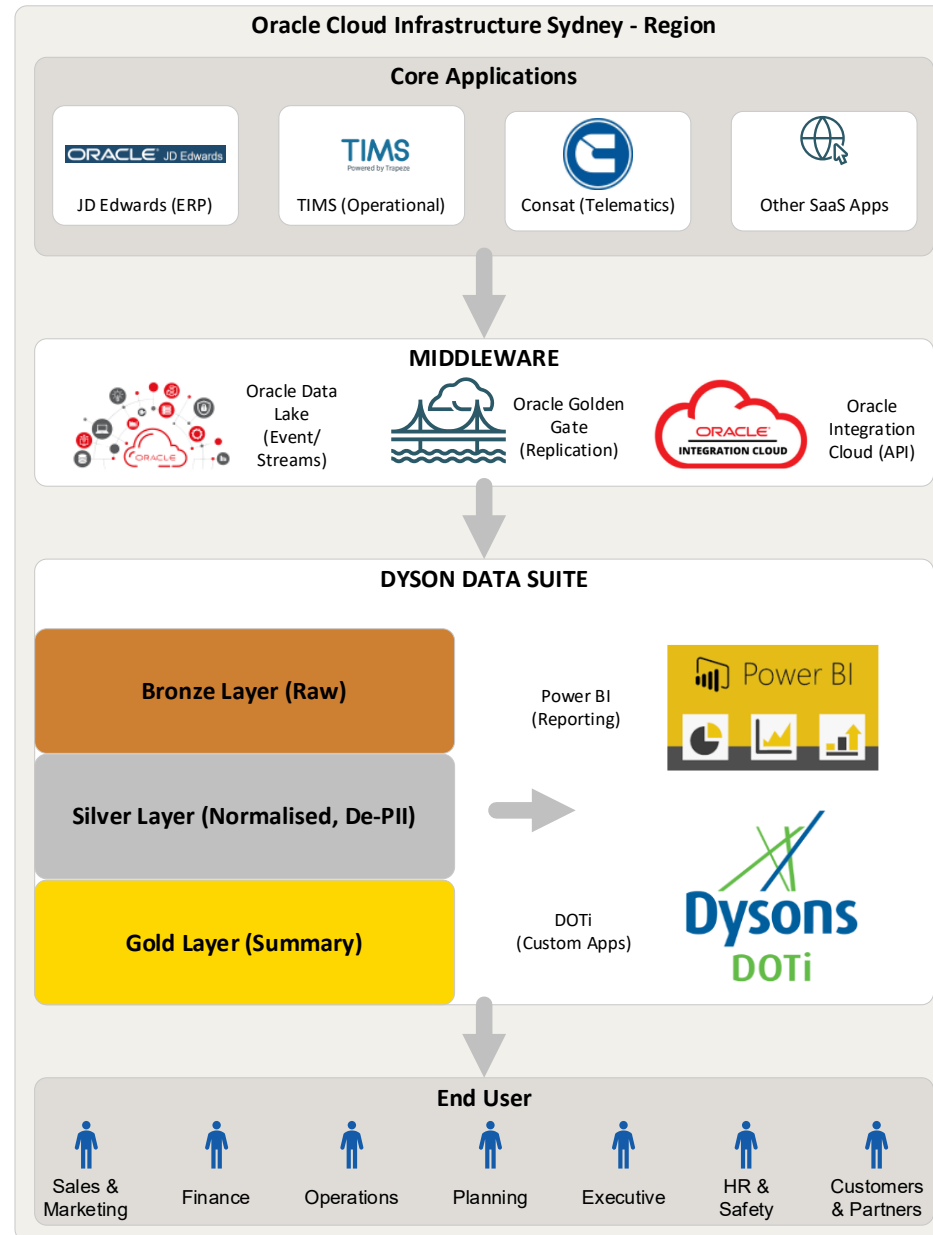 Oracle Cloud Infrastructure Sydney - Region
Core Applications
ORACLE JD Edwards
JD Edwards (ERP)
TIMS
Powered by Trapeze
TIMS (Operational)
Consat (Telematics)
Other SaaS Apps
MIDDLEWARE
ORACLE
Oracle Data
Lake
(Event/
Streams)
Oracle Golden
Gate
(Replication)
ORACLE
INTEGRATION CLOUD
Oracle
Integration
Cloud (API)
DYSON DATA SUITE
Bronze Layer (Raw)
Silver Layer (Normalised, De-PII)
Gold Layer (Summary)
Power BI
(Reporting)
Power BI
DOTi
(Custom Apps)
Dysons
DOTi
End User
Sales &
Marketing
Finance
Operations
Planning
Executive
HR &
Safety
Customers
& Partners